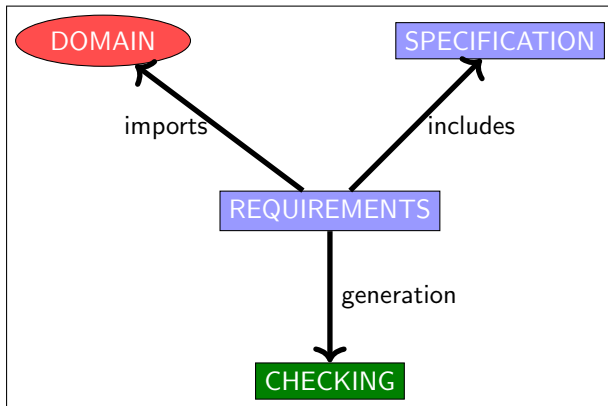 DOMAIN
SPECIFICATION
imports
includes
REQUIREMENTS
generation
CHECKING